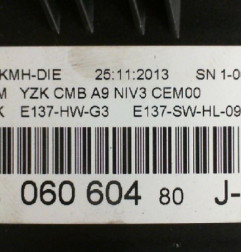 KMH-DIE 25:11:2013 SN 1-0
M YZK CMB A9 NIV3 CEM00
K E137-HW-G3 E137-SW-HL-09
060 604 80 J-